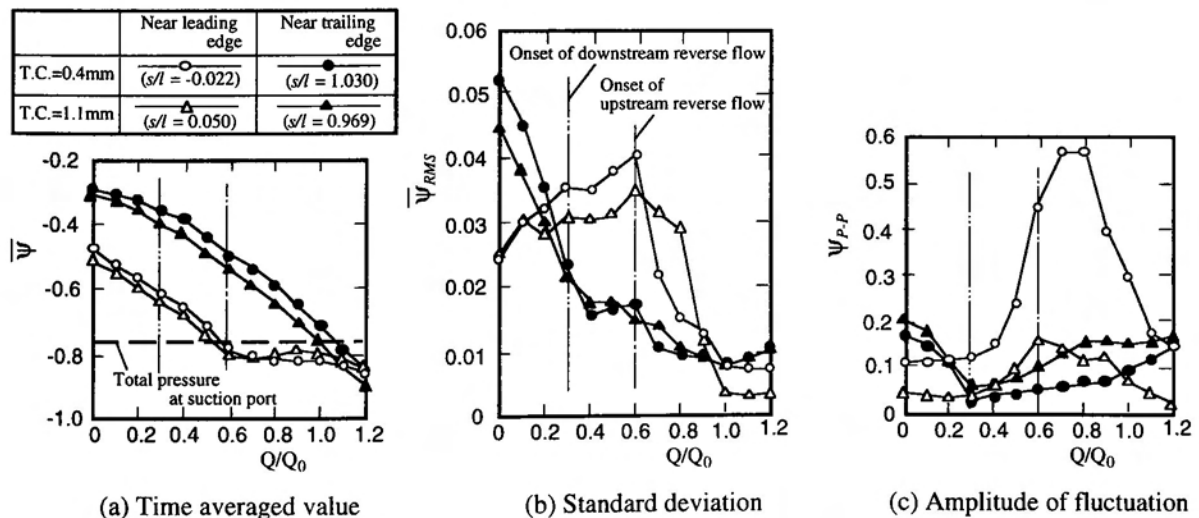 Near leading edge
Near trailing edge
T.C.=0.4mm
(s/l = -0.022)
(s/l = 1.030)
T.C.=1.1mm
(s/l = 0.050)
(s/l = 0.969)
-0.2
-0.4
-0.6
-0.8
-1.0
Ψ̅
Total pressure
at suction port
0 0.2 0.4 0.6 0.8 1.0 1.2
Q/Q₀
(a) Time averaged value
0.06
0.05
0.04
0.03
0.02
0.01
0
Ψ̅RMS
Onset of downstream reverse flow
Onset of
upstream reverse flow
0 0.2 0.4 0.6 0.8 1.0 1.2
Q/Q₀
(b) Standard deviation
0.6
0.5
0.4
0.3
0.2
0.1
0
ΨP-P
0 0.2 0.4 0.6 0.8 1.0 1.2
Q/Q₀
(c) Amplitude of fluctuation